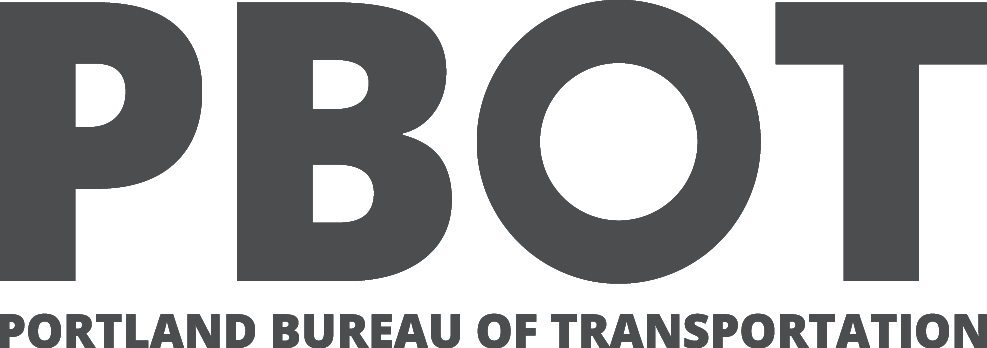 PBOT
PORTLAND BUREAU OF TRANSPORTATION